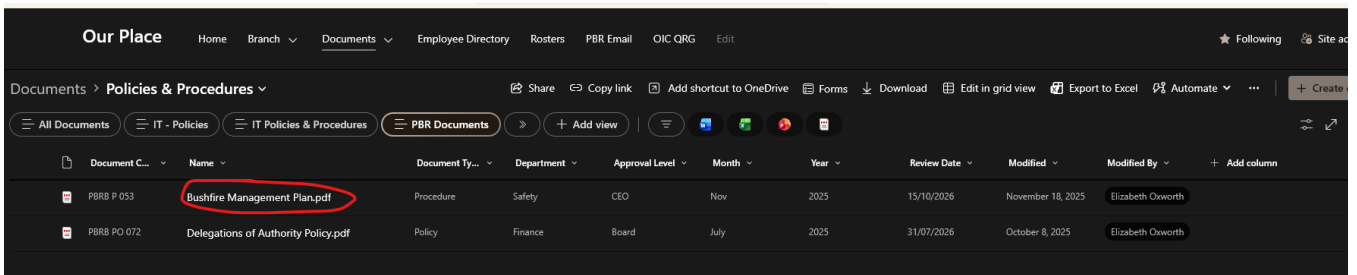 Our Place Home Branch Documents Employee Directory Rosters PBR Email OIC QRG Edit Following Site ac
Documents > Policies & Procedures Share Copy link Add shortcut to OneDrive Forms Download Edit in grid view Export to Excel Automate ... + Create
All Documents IT - Policies IT Policies & Procedures PBR Documents + Add view
Document C... Name Document Ty... Department Approval Level Month Year Review Date Modified Modified By + Add column
PBRB P 053 Bushfire Management Plan.pdf Procedure Safety CEO Nov 2025 15/10/2026 November 18, 2025 Elizabeth Oxworth
PBRB PO 072 Delegations of Authority Policy.pdf Policy Finance Board July 2025 31/07/2026 October 8, 2025 Elizabeth Oxworth